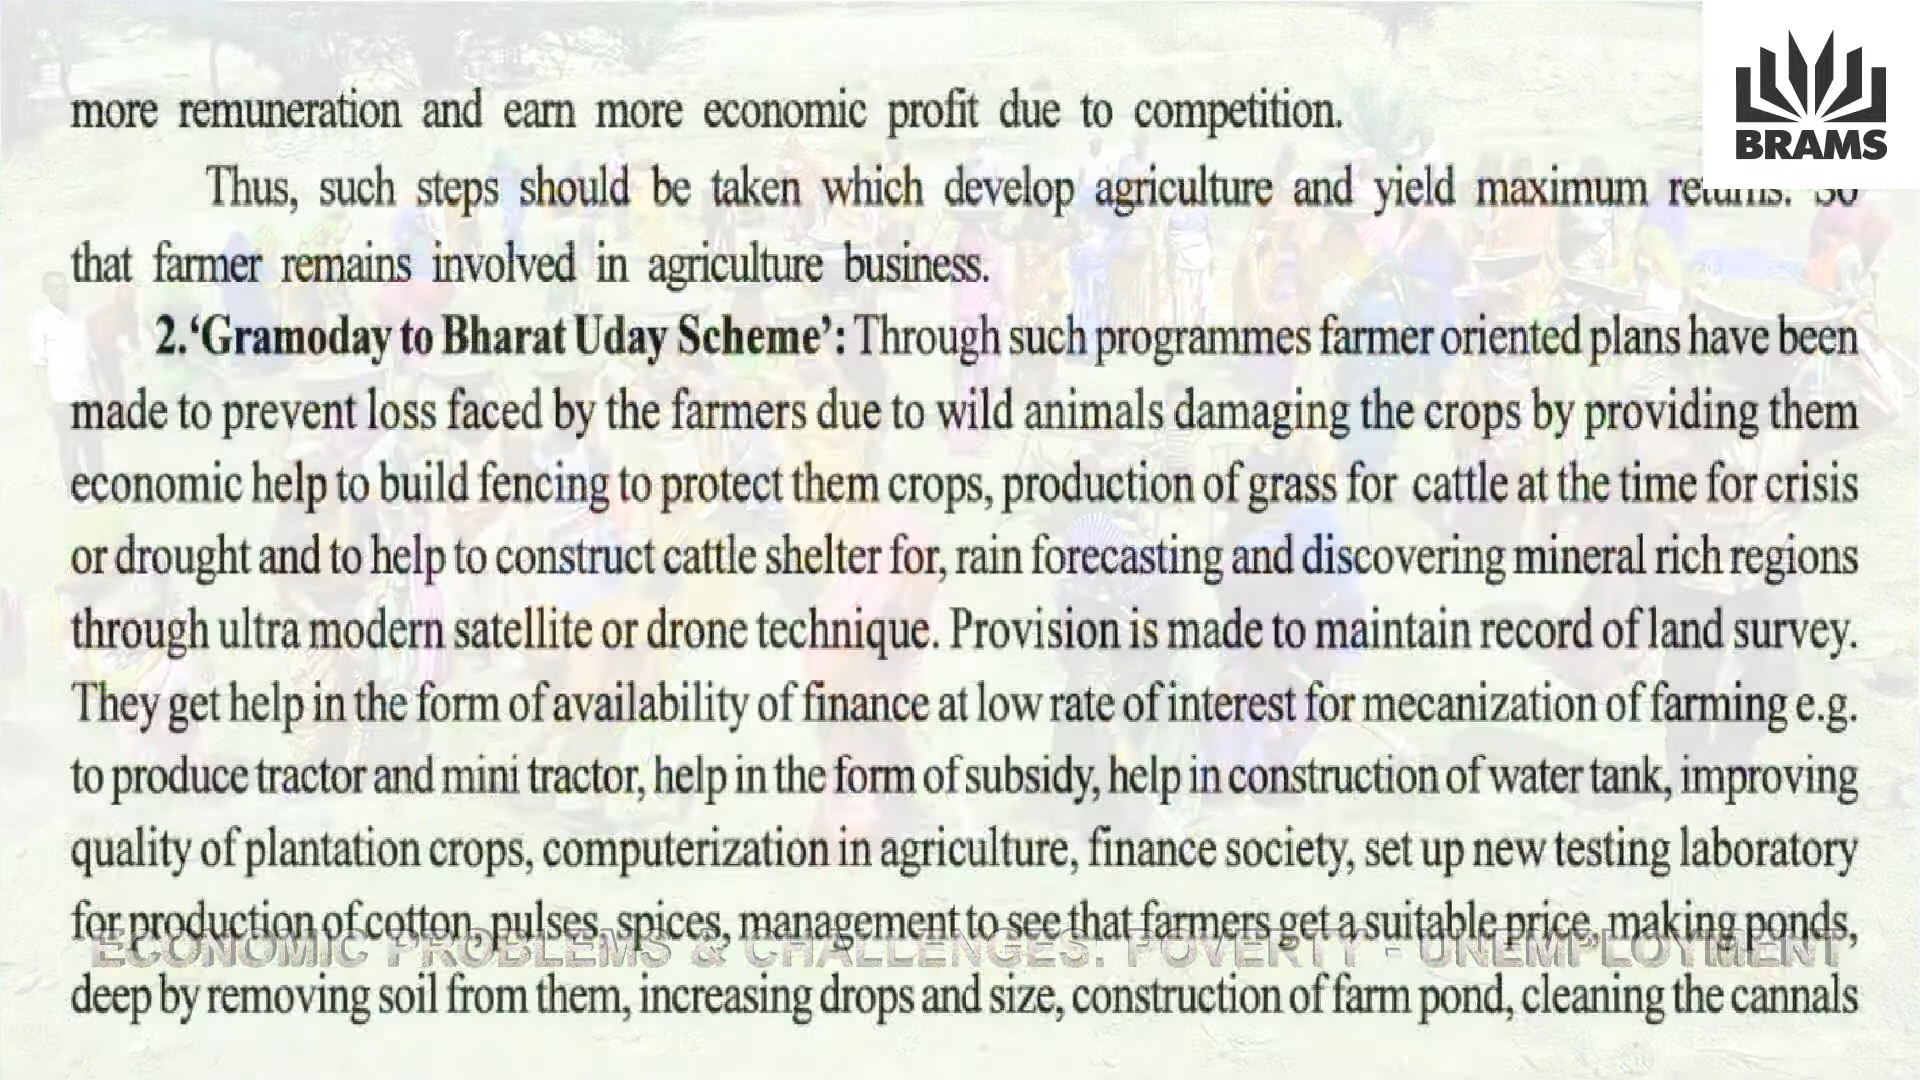 BRAMS
more remuneration and earn more economic profit due to competition.
Thus, such steps should be taken which develop agriculture and yield maximum returns. So
that farmer remains involved in agriculture business.
2.‘Gramoday to Bharat Uday Scheme’: Through such programmes farmer oriented plans have been
made to prevent loss faced by the farmers due to wild animals damaging the crops by providing them
economic help to build fencing to protect them crops, production of grass for cattle at the time for crisis
or drought and to help to construct cattle shelter for, rain forecasting and discovering mineral rich regions
through ultra modern satellite or drone technique. Provision is made to maintain record of land survey.
They get help in the form of availability of finance at low rate of interest for mecanization of farming e.g.
to produce tractor and mini tractor, help in the form of subsidy, help in construction of water tank, improving
quality of plantation crops, computerization in agriculture, finance society, set up new testing laboratory
for production of cotton, pulses, spices, management to see that farmers get a suitable price, making ponds,
ECONOMIC PROBLEMS & CHALLENGES: POVERTY - UNEMPLOYMENT
deep by removing soil from them, increasing drops and size, construction of farm pond, cleaning the cannals